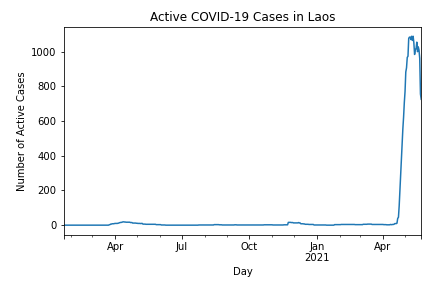 Active COVID-19 Cases in Laos
Number of Active Cases
1000
800
600
400
200
0
Apr
Jul
Oct
Jan
2021
Apr
Day